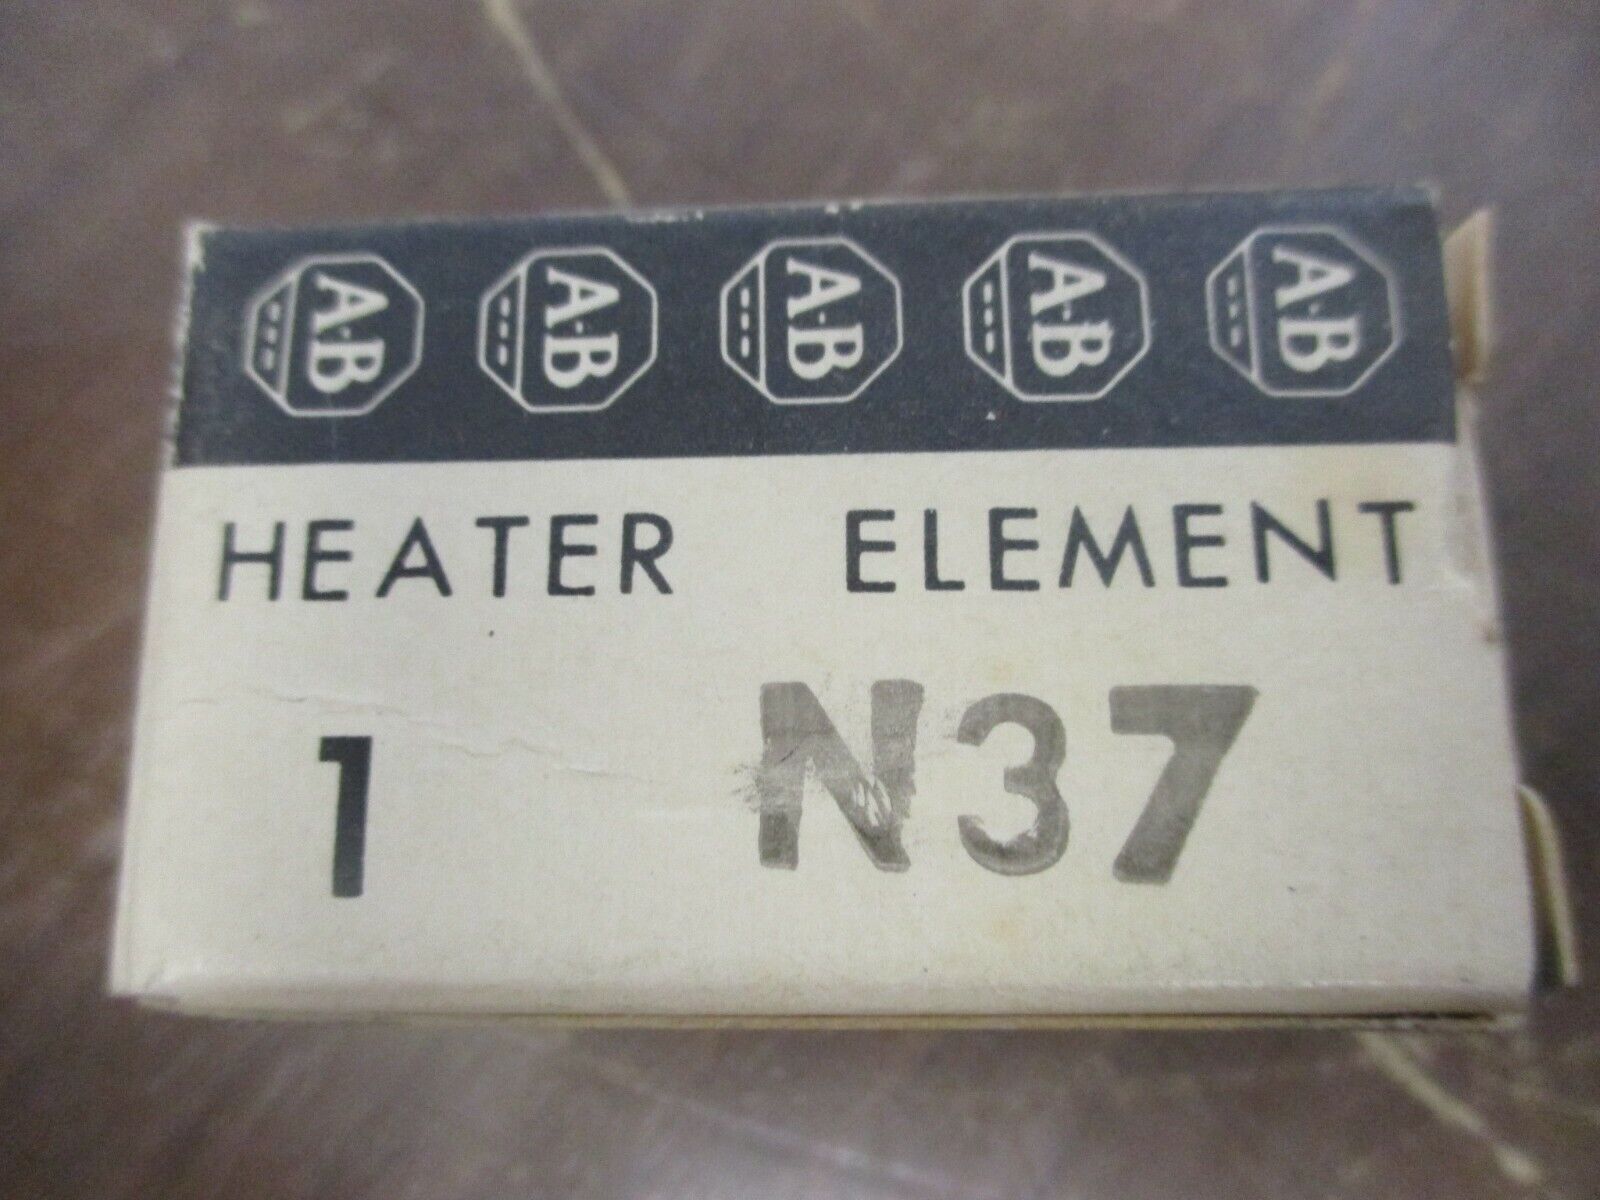 A-B A-B A-B A-B A-B
HEATER ELEMENT
1 N37